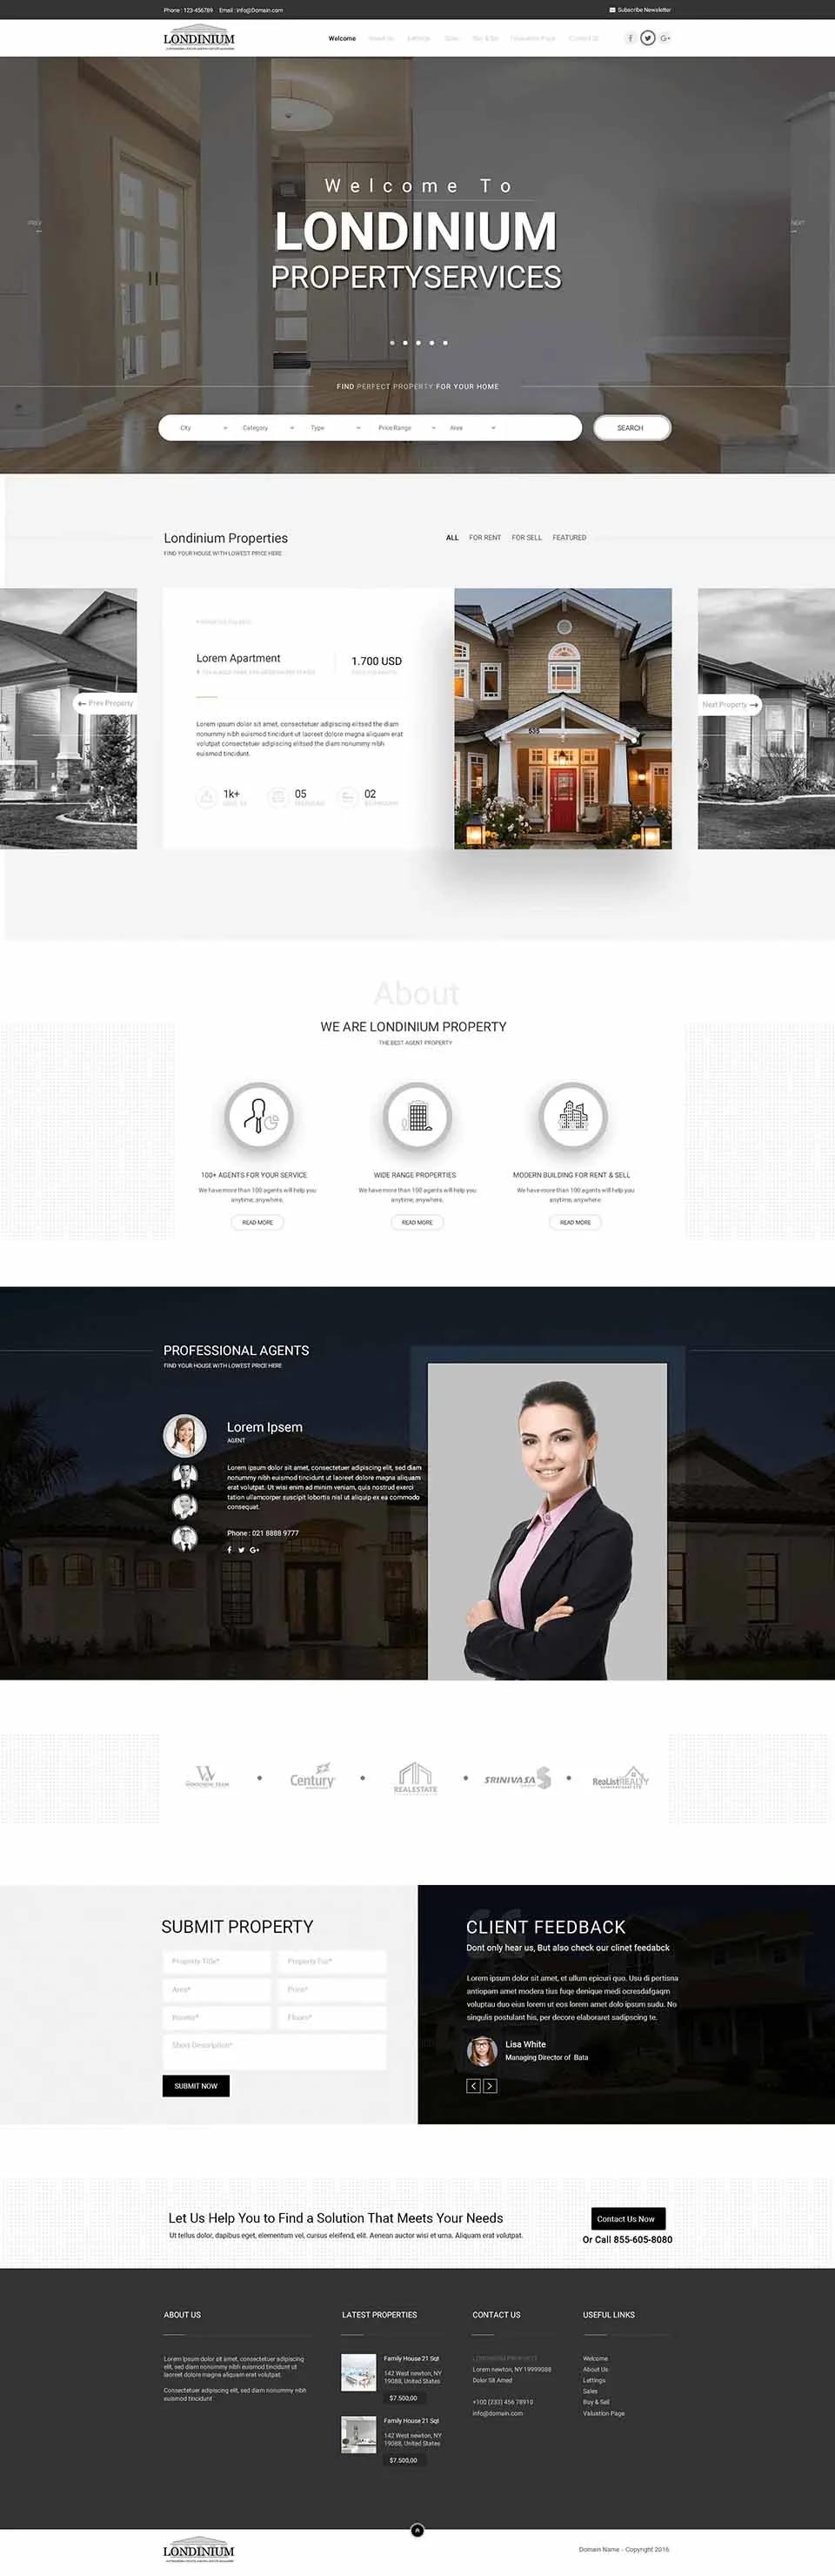 Phone : 123-456789 Email : info@Domain.com
Subscribe Newsletter
LONDINIUM
Welcome About Us Lettings Sales Buy & Sell Valuation Page Contact Us
Welcome To
LONDINIUM
PROPERTYSERVICES
PREV
NEXT
FIND PERFECT PROPERTY FOR YOUR HOME
City Category Type Price Range Area
SEARCH
Londinium Properties
FIND YOUR HOUSE WITH LOWEST PRICE HERE
ALL FOR RENT FOR SELL FEATURED
Prev Property
Lorem Apartment
1.700 USD
Lorem ipsum dolor sit amet, consectetuer adipiscing elitsed the diam
nonummy nibh euismod tincidunt ut laoreet dolore magna aliquam erat
volutpat consectetuer adipiscing elitsed the diam nonummy nibh
euismod tincidunt.
1k+
05
02
535
Next Property
About
WE ARE LONDINIUM PROPERTY
THE BEST AGENT PROPERTY
100+ AGENTS FOR YOUR SERVICE
We have more than 100 agents will help you
anytime, anywhere.
READ MORE
WIDE RANGE PROPERTIES
We have more than 100 agents will help you
anytime, anywhere.
READ MORE
MODERN BUILDING FOR RENT & SELL
We have more than 100 agents will help you
anytime, anywhere
READ MORE
PROFESSIONAL AGENTS
FIND YOUR HOUSE WITH LOWEST PRICE HERE
Lorem Ipsem
AGENT
Lorem ipsum dolor sit amet, consectetuer adipiscing elit, sed diam
nonummy nibh euismod tincidunt ut laoreet dolore magna aliquam
erat volutpat. Ut wisi enim ad minim veniam, quis nostrud exerci
tation ullamcorper suscipit lobortis nisl ut aliquip ex ea commodo
consequat.
Phone : 021 8888 9777
Century
REALESTATE
SRINIVASA
RealistREALTY
SUBMIT PROPERTY
Property Title*
Property For*
Area*
Price*
Rooms*
Floors*
Short Description*
SUBMIT NOW
CLIENT FEEDBACK
Dont only hear us, But also check our clinet feedabck
Lorem ipsum dolor sit amet, et ullum epicuri quo. Usu di pertisna
antiopam amet modera tius fuqe denique medi ocresdafgaqm
voluptau duo eius lorem ut eos lorem amet dolo ipsum sudu. No
singulis postulant his, per decore elaboraret sadipscing te.
Lisa White
Managing Director of Bata
Let Us Help You to Find a Solution That Meets Your Needs
Ut tellus dolor, dapibus eget, elementum vel, cursus eleifend, elit. Aenean auctor wisi et urna. Aliquam erat volutpat.
Contact Us Now
Or Call 855-605-8080
ABOUT US
Lorem ipsum dolor sit amet, consectetuer adipiscing
elit, sed diam nonummy nibh euismod tincidunt ut
laoreet dolore magna aliquam erat volutpat.
Consectetuer adipiscing elit, sed diam nonummy nibh
euismod tincidunt
LATEST PROPERTIES
Family House 21 Sqt
142 West newton, NY
19088, United States
$7.500,00
Family House 21 Sqt
142 West newton, NY
19088, United States
$7.500,00
CONTACT US
LONDINIUM PROPERTY
Lorem newton, NY 19999088
Dolor Sit Amed
+100 (233) 456 78910
info@domain.com
USEFUL LINKS
Welcome
About Us
Lettings
Sales
Buy & Sell
Valuation Page
LONDINIUM
Domain Name - Copyright 2016